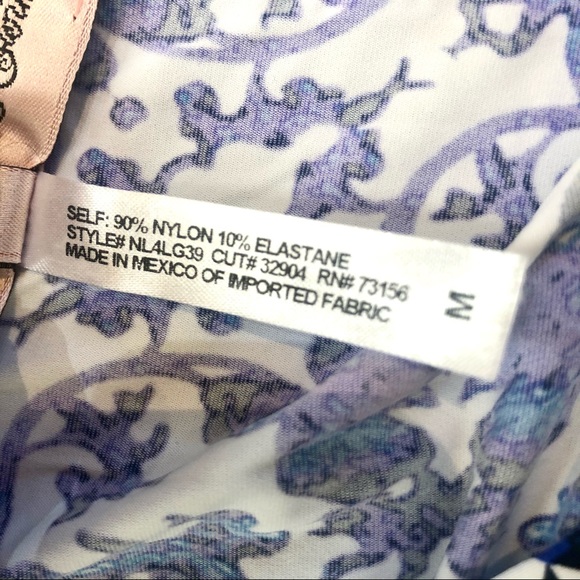 SELF: 90% NYLON 10% ELASTANE
STYLE# NL4LG39 CUT# 32904 RN# 73156
MADE IN MEXICO OF IMPORTED FABRIC
M